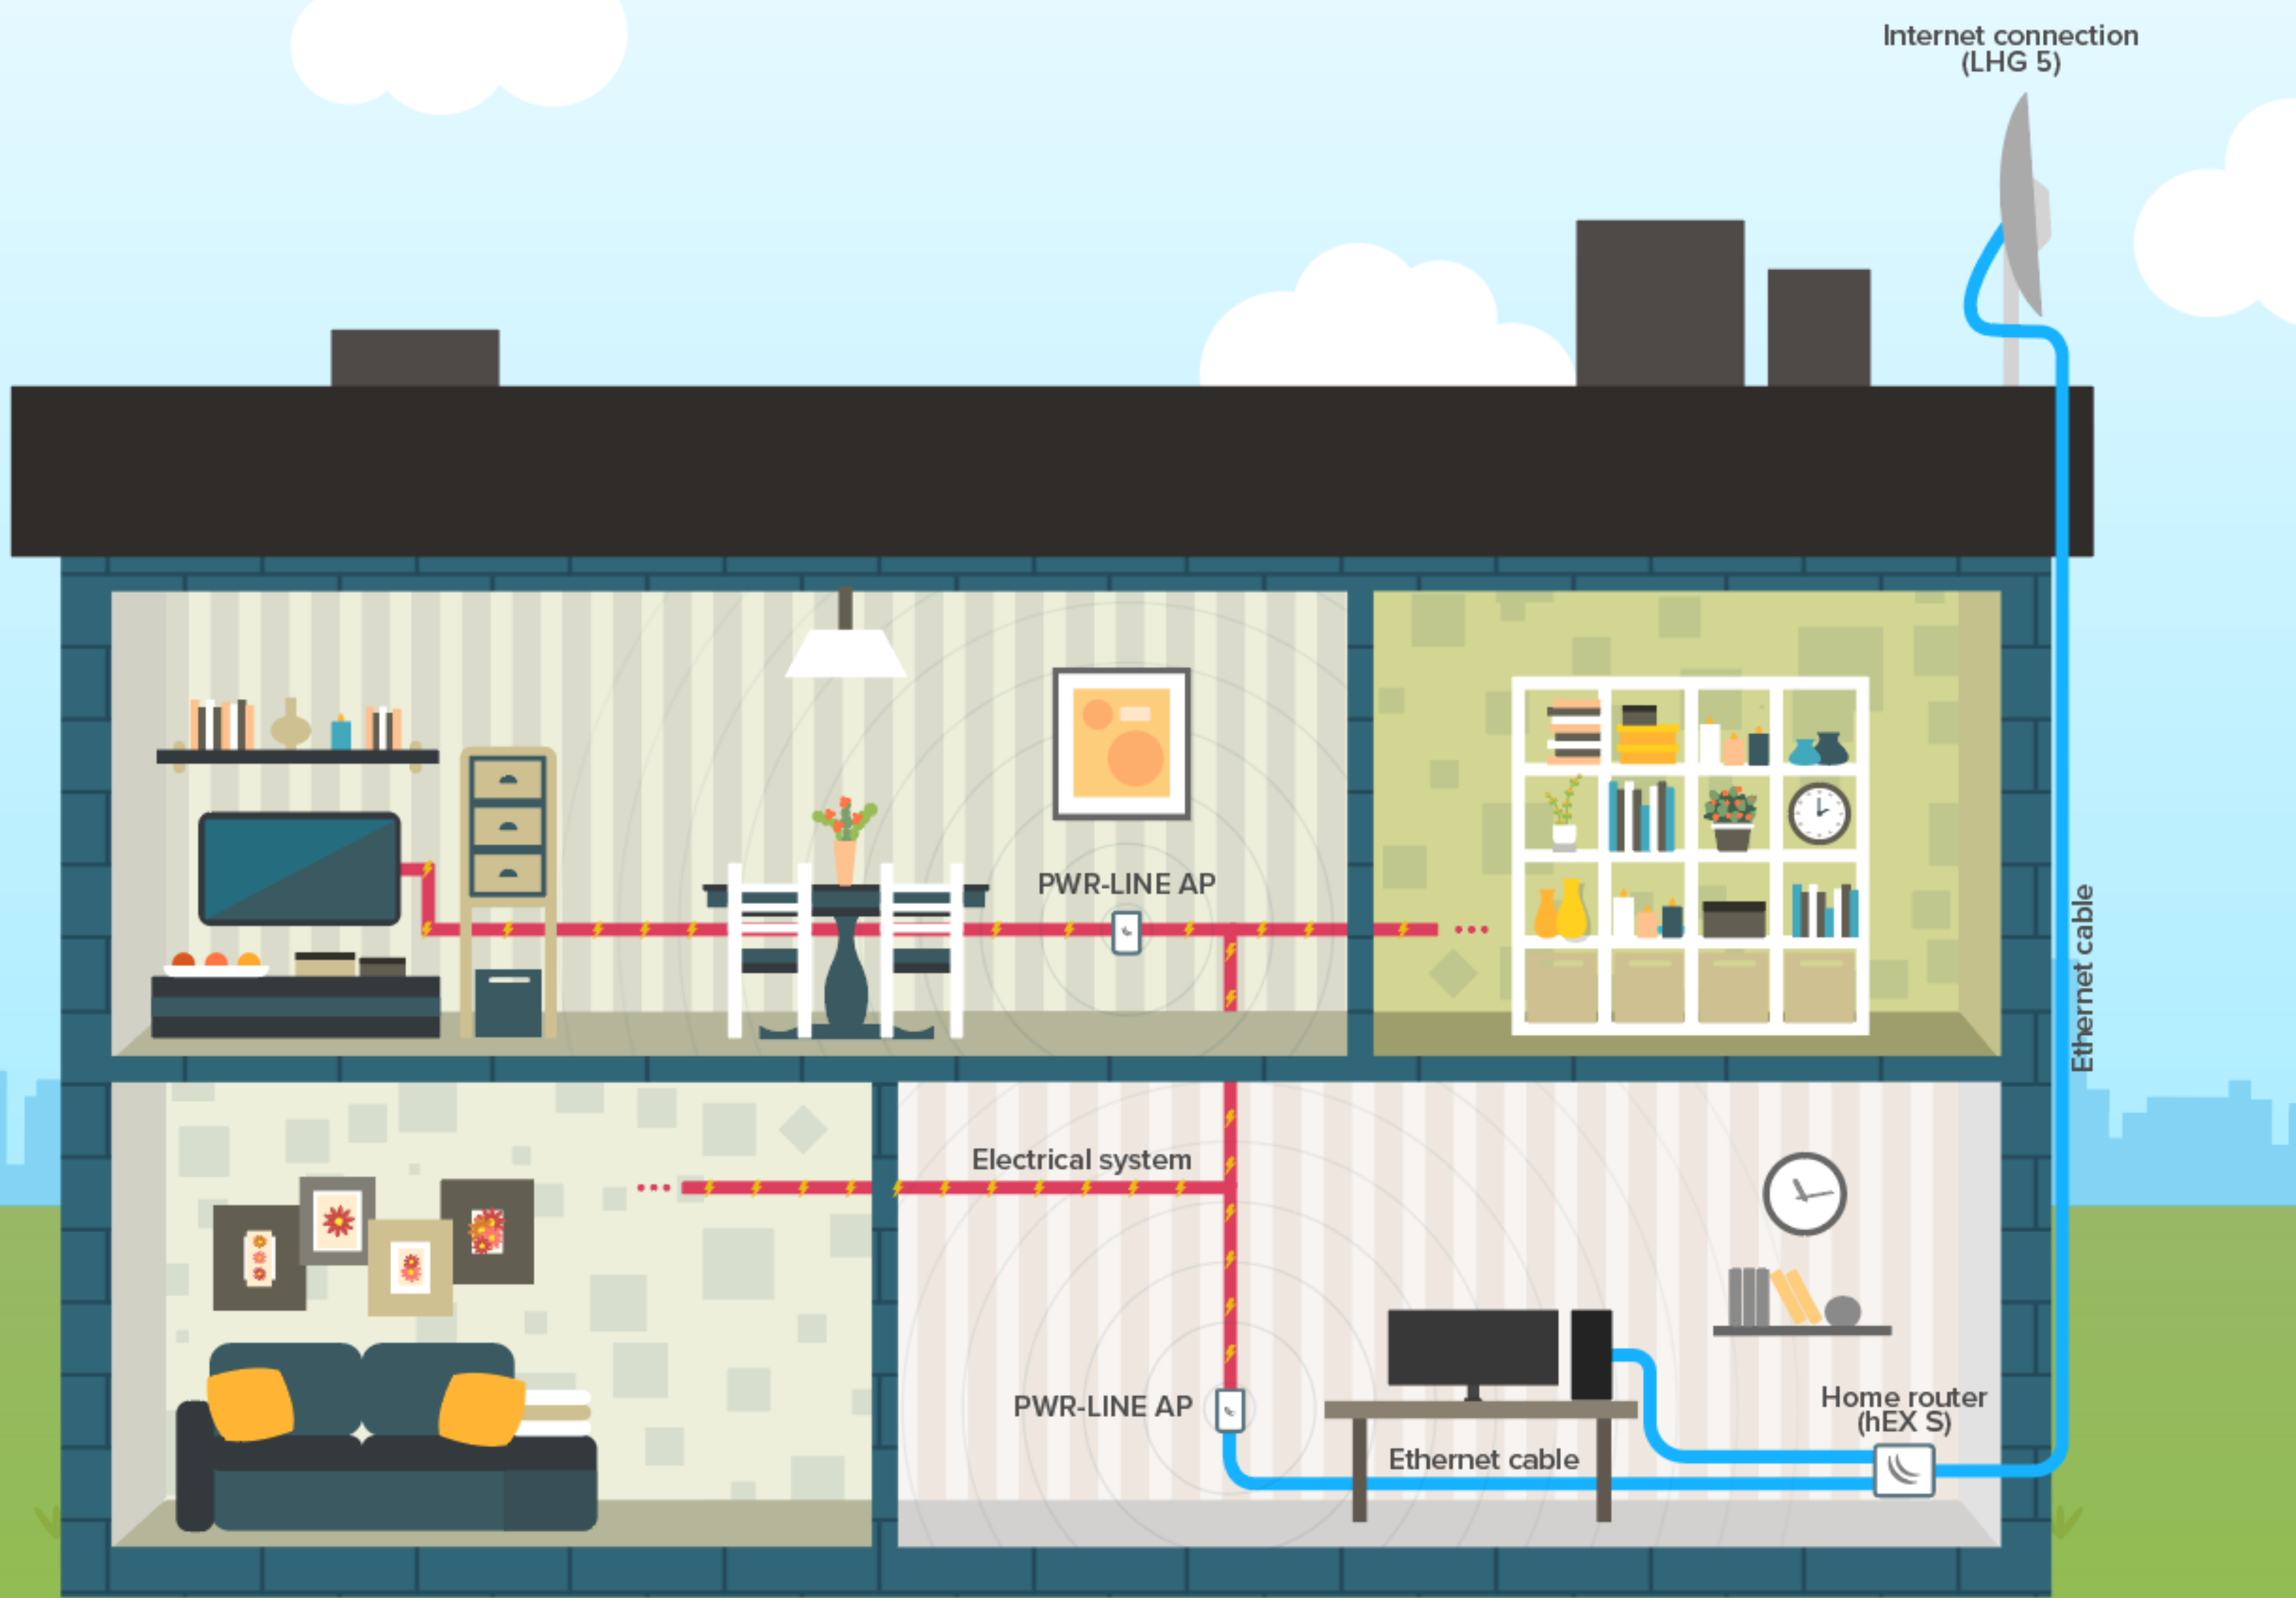 Internet connection
(LHG 5)
PWR-LINE AP
Ethernet cable
Electrical system
PWR-LINE AP
Home router
(hEX S)
Ethernet cable